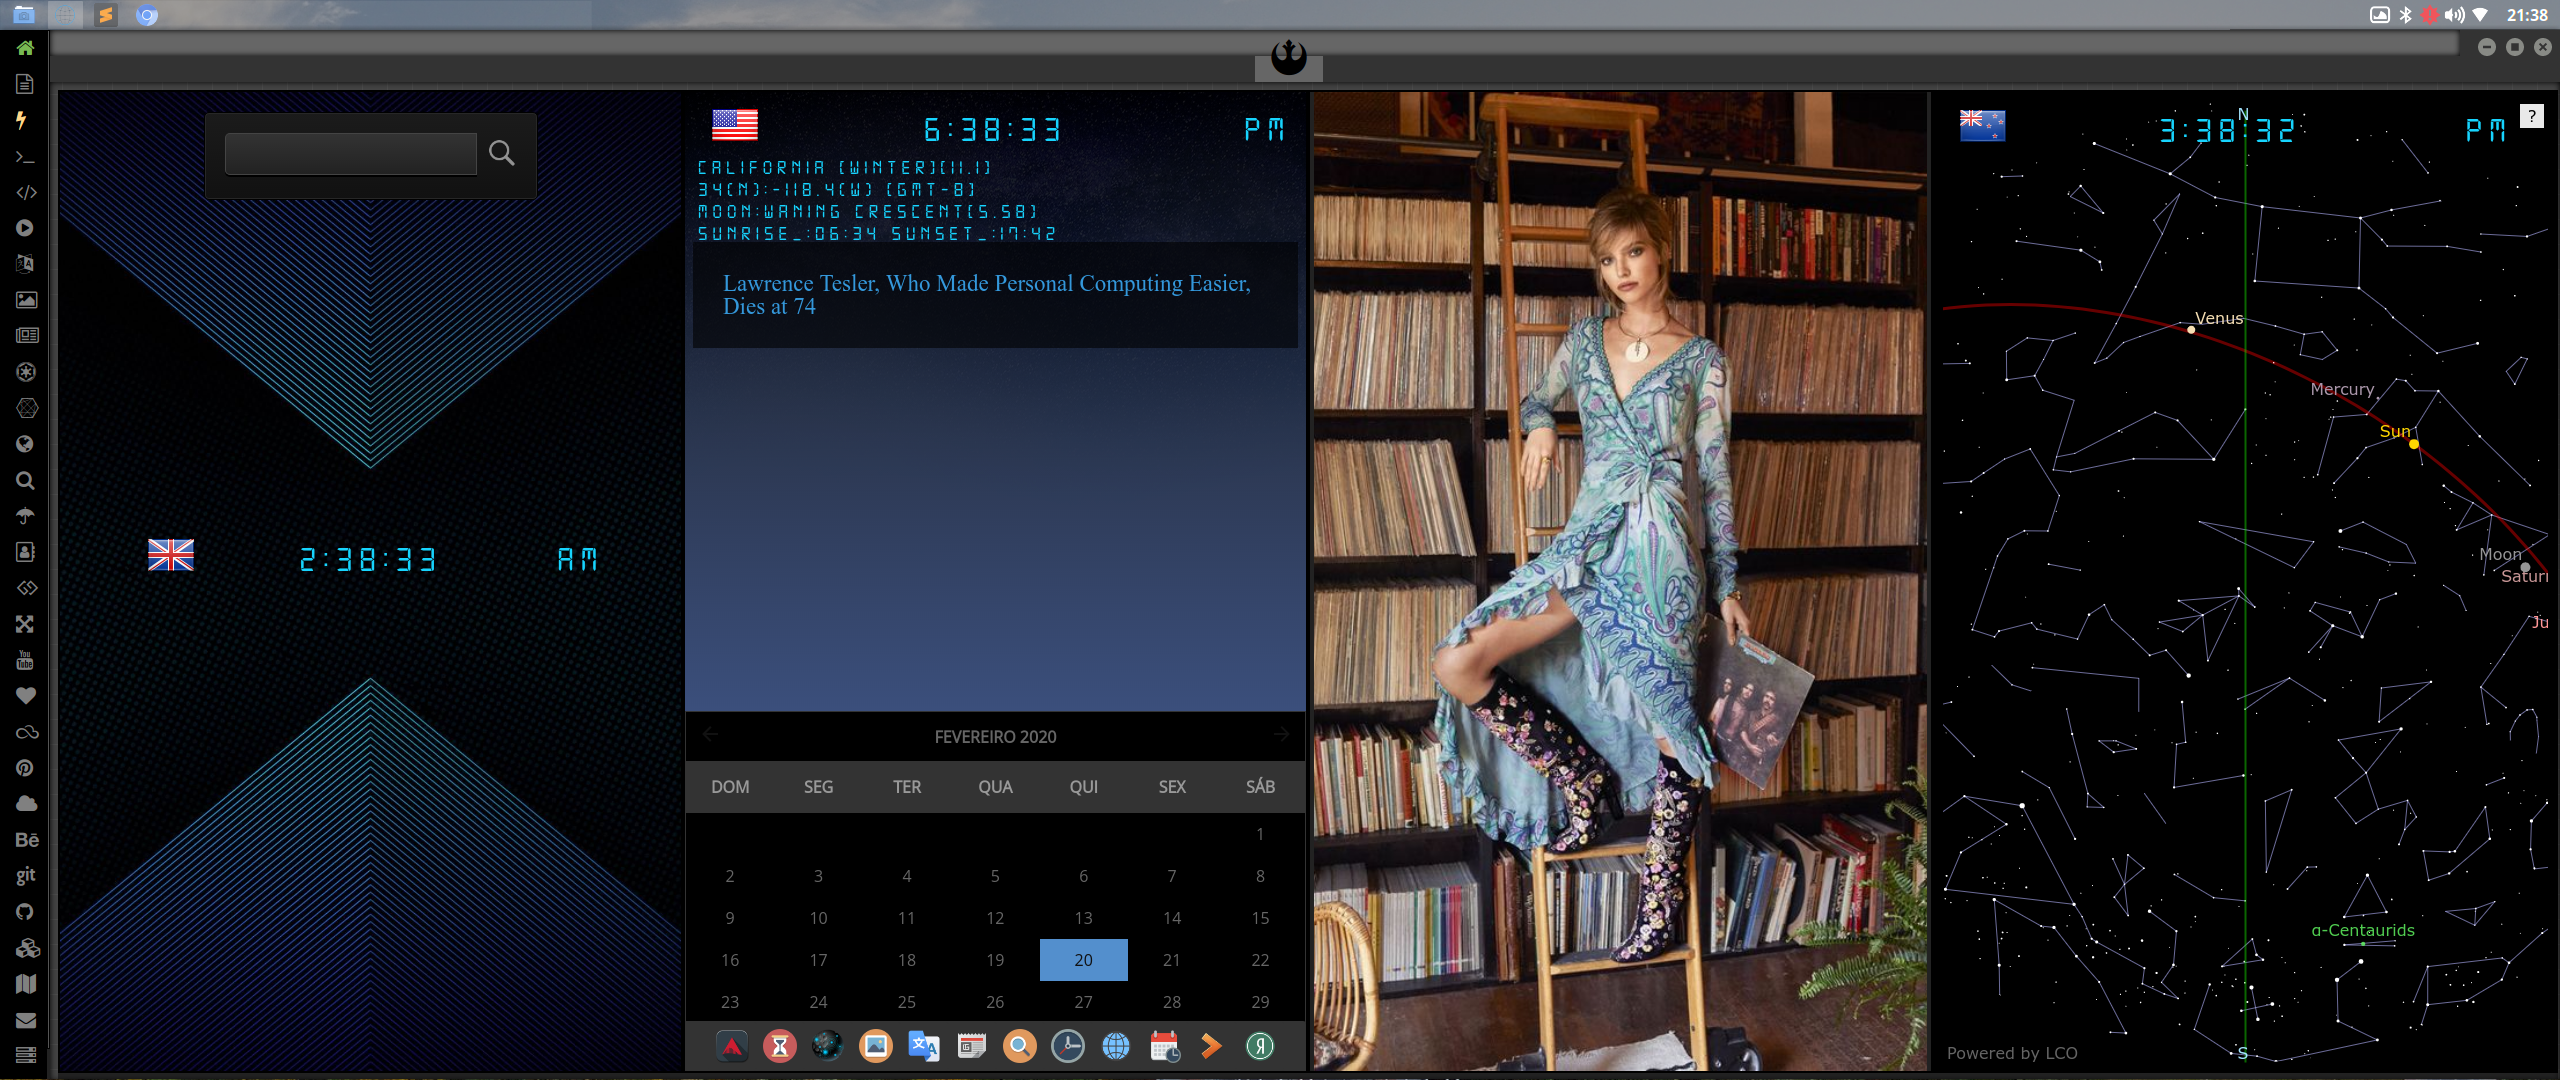 21:38
You
Tube
Bē
git
2:38:33 AM
6:38:33 PM
CALIFORNIA (WINTER)(11.1)
34(N):-118.4(W) (GMT-8)
MOON:WANING CRESCENT(5.58)
SUNRISE_:06:34 SUNSET_:17:42
Lawrence Tesler, Who Made Personal Computing Easier,
Dies at 74
FEVEREIRO 2020
DOM SEG TER QUA QUI SEX SÁB
1
2 3 4 5 6 7 8
9 10 11 12 13 14 15
16 17 18 19 20 21 22
23 24 25 26 27 28 29
3:38:32 PM
N
?
Venus
Mercury
Sun
Moon
Satur
Ju
α-Centaurids
S
Powered by LCO